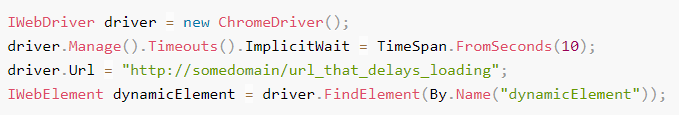 IWebDriver driver = new ChromeDriver();
driver.Manage().Timeouts().ImplicitWait = TimeSpan.FromSeconds(10);
driver.Url = "http://somedomain/url_that_delays_loading";
IWebElement dynamicElement = driver.FindElement(By.Name("dynamicElement"));